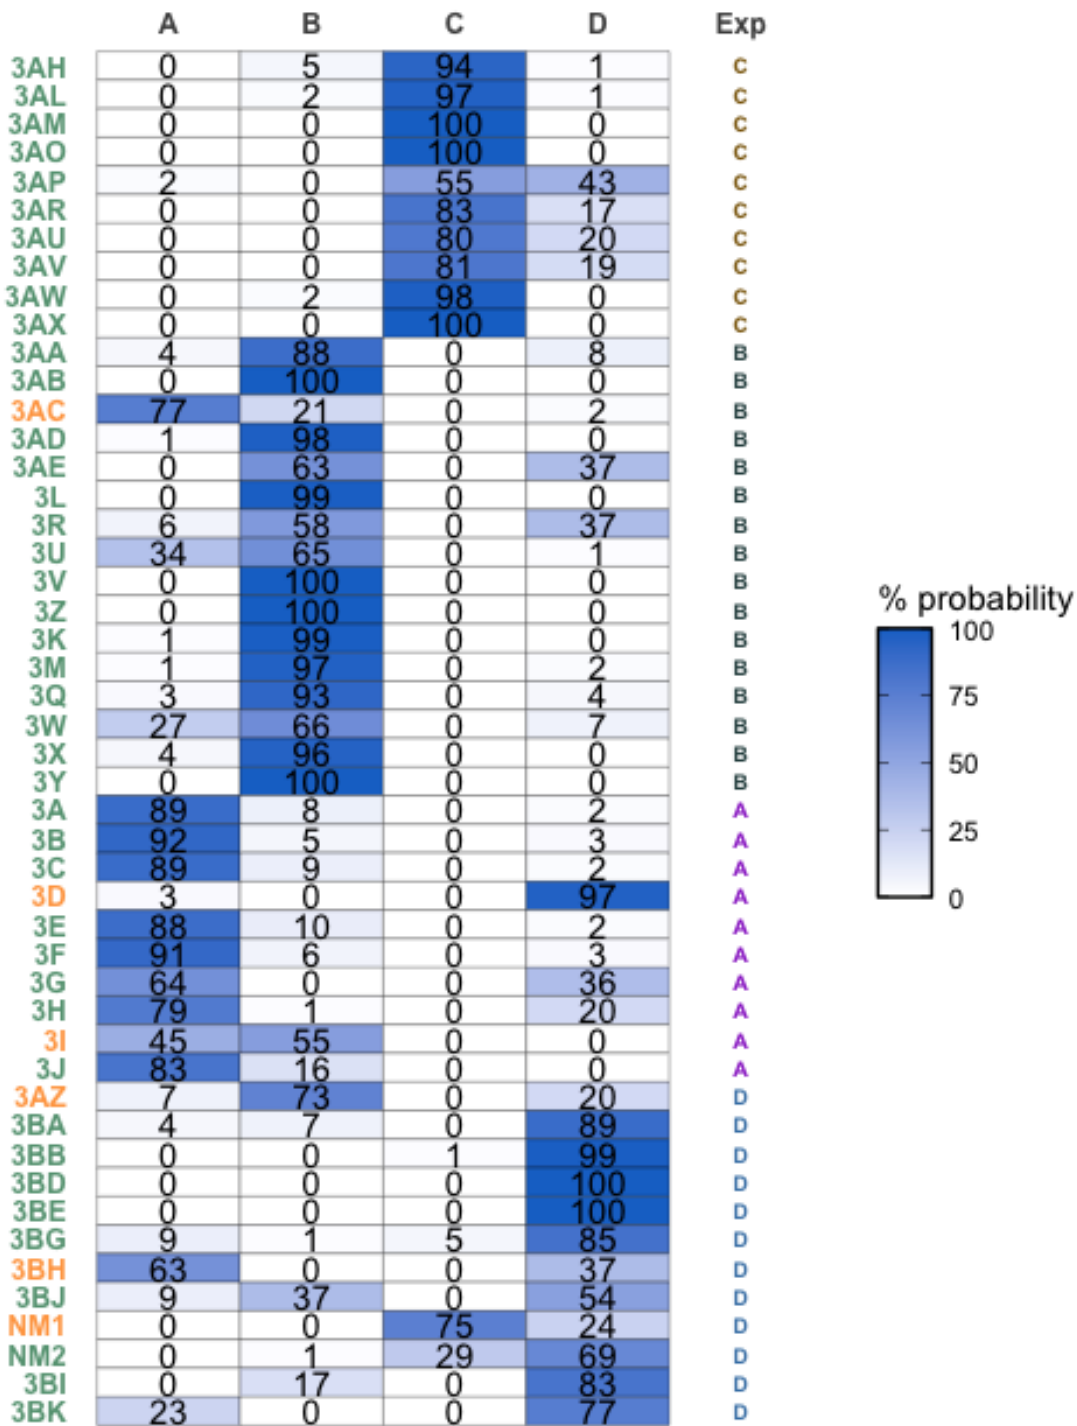 A B C D Exp
3AH 0 5 94 1 C
3AL 0 2 97 1 C
3AM 0 0 100 0 C
3AO 0 0 100 0 C
3AP 2 0 55 43 C
3AR 0 0 83 17 C
3AU 0 0 80 20 C
3AV 0 0 81 19 C
3AW 0 2 98 0 C
3AX 0 0 100 0 C
3AA 4 88 0 8 B
3AB 0 100 0 0 B
3AC 77 21 0 2 B
3AD 1 98 0 0 B
3AE 0 63 0 37 B
3L 0 99 0 0 B
3R 6 58 0 37 B
3U 34 65 0 1 B
3V 0 100 0 0 B
3Z 0 100 0 0 B
3K 1 99 0 0 B
3M 1 97 0 2 B
3Q 3 93 0 4 B
3W 27 66 0 7 B
3X 4 96 0 0 B
3Y 0 100 0 0 B
3A 89 8 0 2 A
3B 92 5 0 3 A
3C 89 9 0 2 A
3D 3 0 0 97 A
3E 88 10 0 2 A
3F 91 6 0 3 A
3G 64 0 0 36 A
3H 79 1 0 20 A
3I 45 55 0 0 A
3J 83 16 0 0 A
3AZ 7 73 0 20 D
3BA 4 7 0 89 D
3BB 0 0 1 99 D
3BD 0 0 0 100 D
3BE 0 0 0 100 D
3BG 9 1 5 85 D
3BH 63 0 0 37 D
3BJ 9 37 0 54 D
NM1 0 0 75 24 D
NM2 0 1 29 69 D
3BI 0 17 0 83 D
3BK 23 0 0 77 D
% probability
100
75
50
25
0